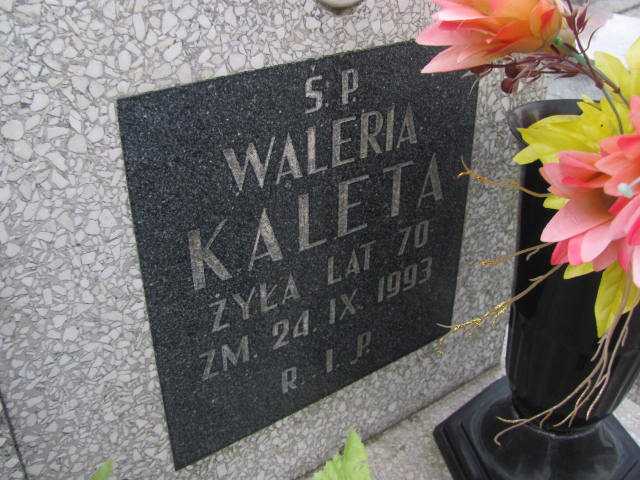 Ś. P.
WALERIA
KALETA
ŻYŁA LAT 70
ZM. 24. IX. 1993
R. I. P.